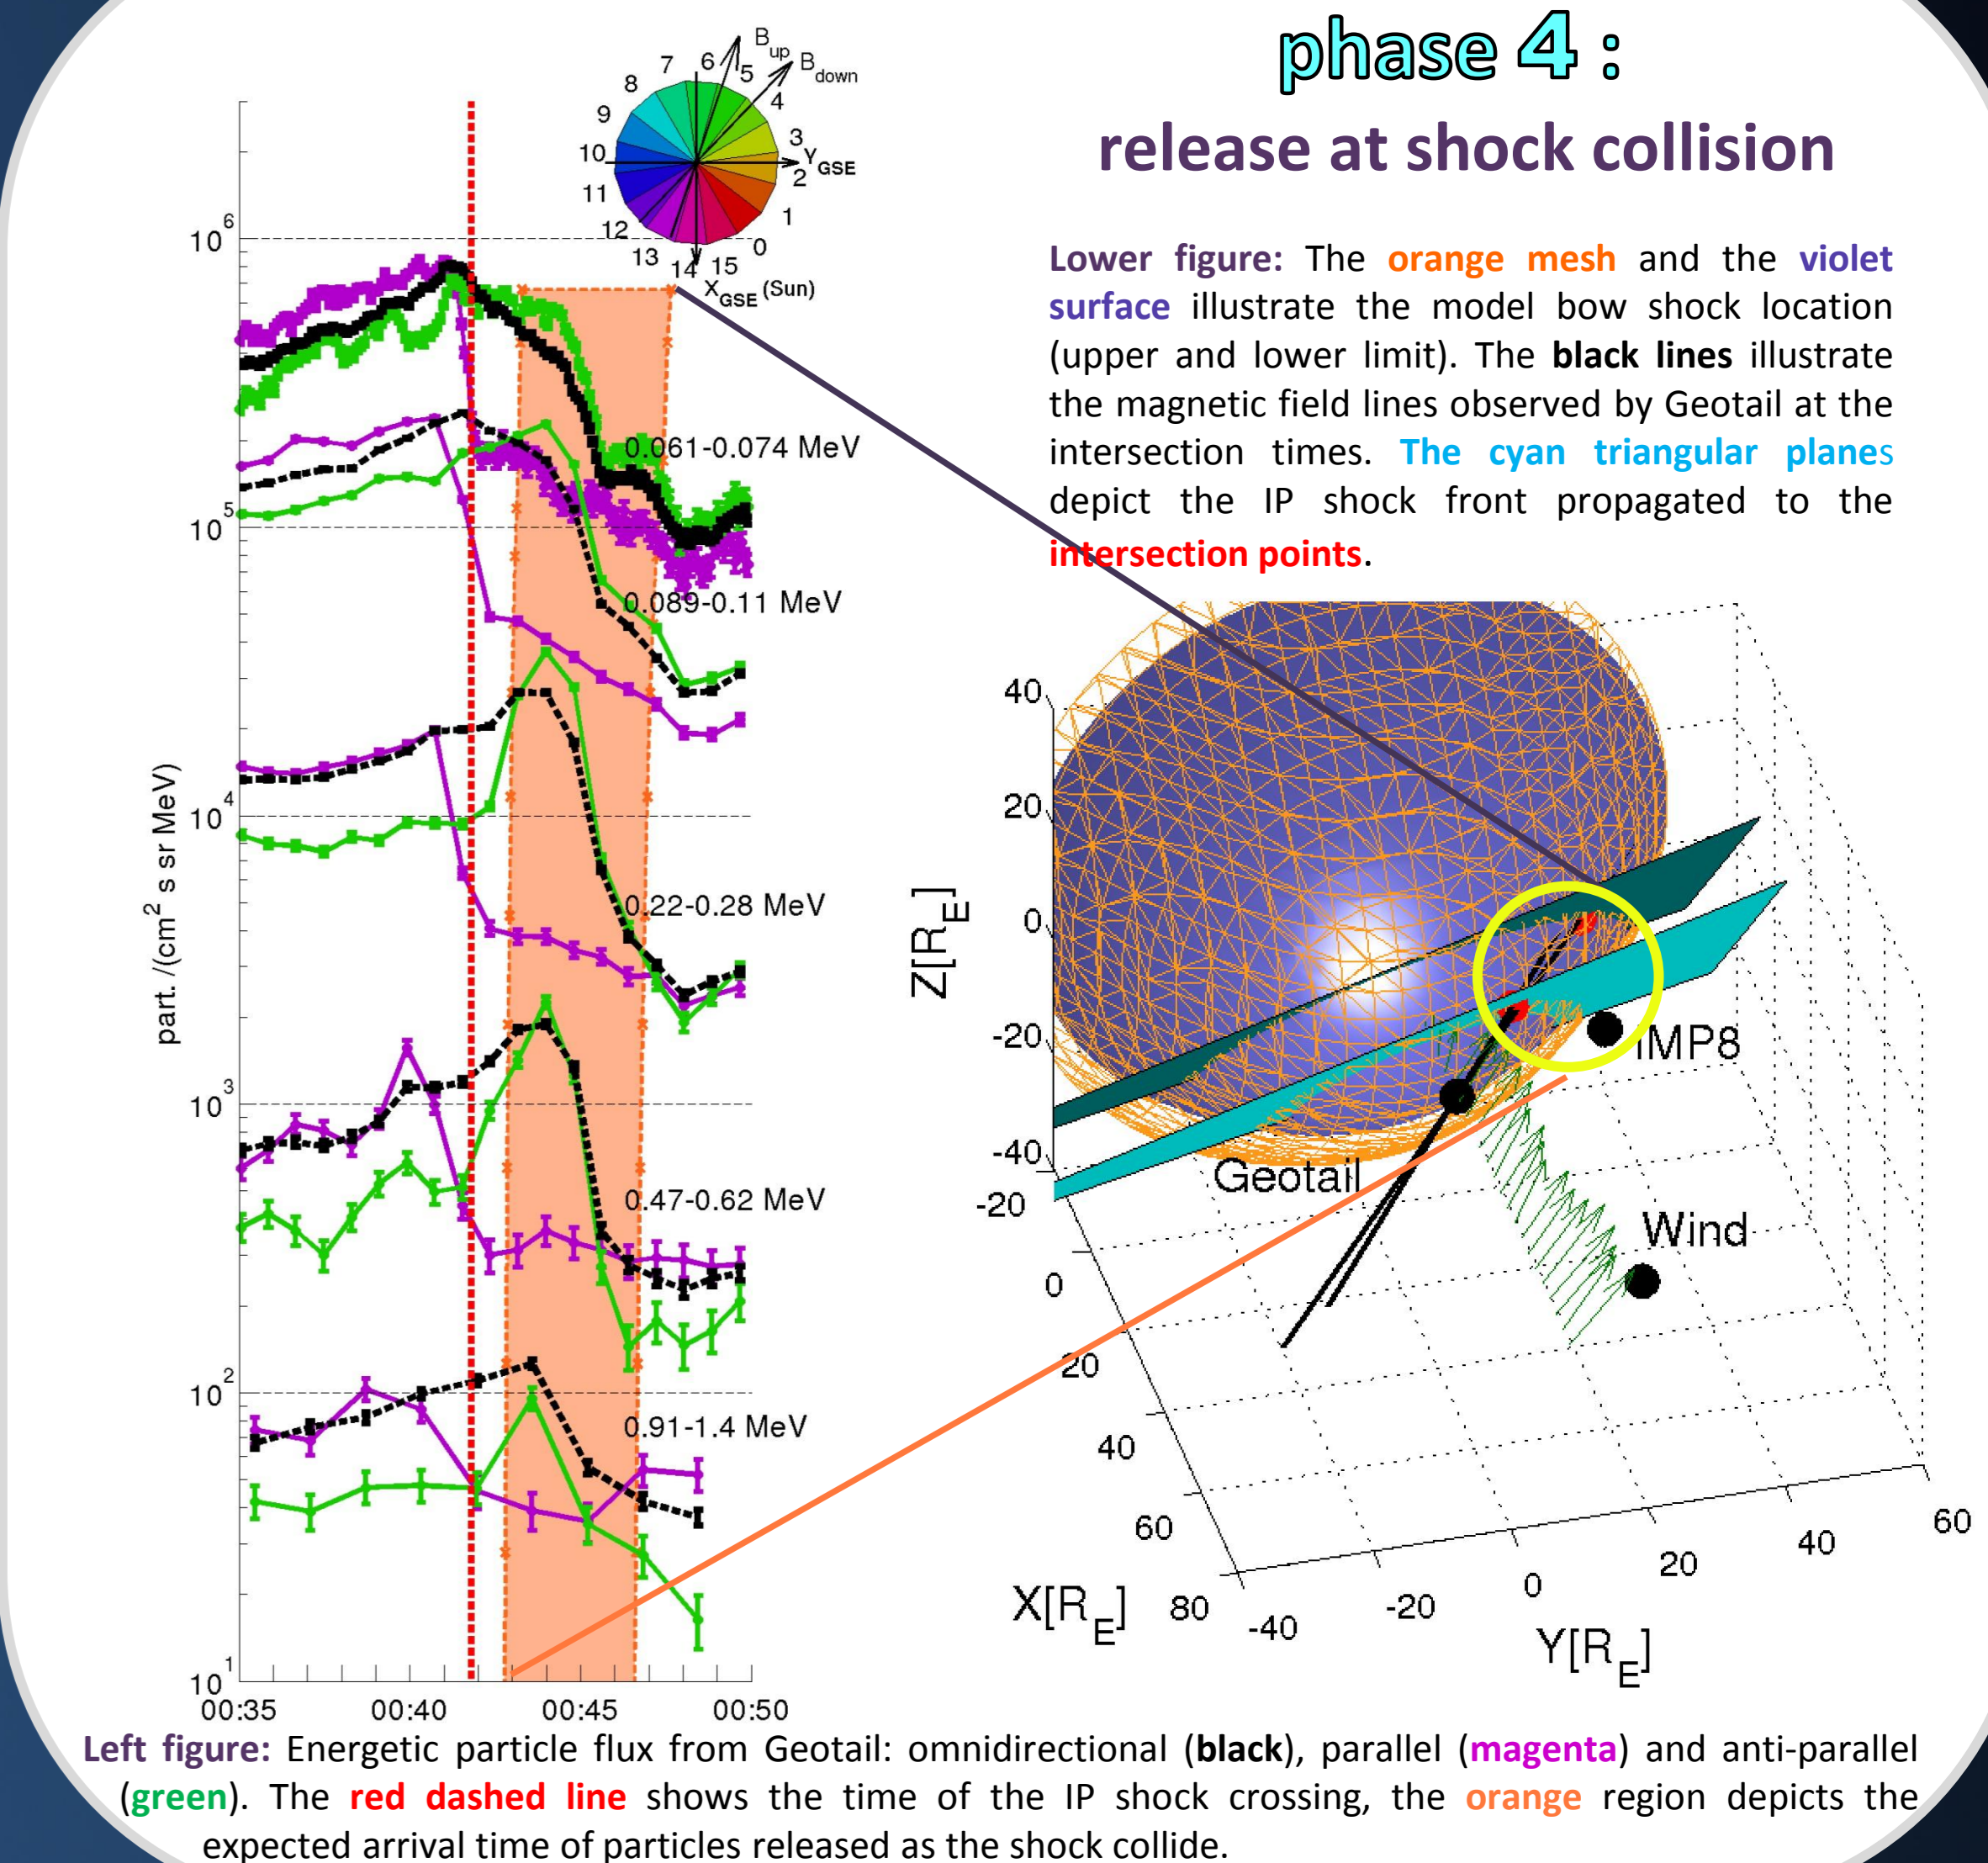 phase 4 :
release at shock collision
Lower figure: The orange mesh and the violet
surface illustrate the model bow shock location
(upper and lower limit). The black lines illustrate
the magnetic field lines observed by Geotail at the
intersection times. The cyan triangular planes
depict the IP shock front propagated to the
intersection points.
B up
B down
7 6 5
8 4
9 3
10 Y GSE
2
11 1
12 0
13 14 15
X GSE (Sun)
10^6
0.061-0.074 MeV
10^5
0.089-0.11 MeV
10^4
0.22-0.28 MeV
10^3
0.47-0.62 MeV
10^2
0.91-1.4 MeV
10^1
part. /(cm^2 s sr MeV)
00:35 00:40 00:45 00:50
40
20
0
-20
-40
Z[R_E]
IMP8
Geotail
Wind
-20
0
20
40
60
80
X[R_E]
-40
-20
0
20
40
60
Y[R_E]
Left figure: Energetic particle flux from Geotail: omnidirectional (black), parallel (magenta) and anti-parallel
(green). The red dashed line shows the time of the IP shock crossing, the orange region depicts the
expected arrival time of particles released as the shock collide.